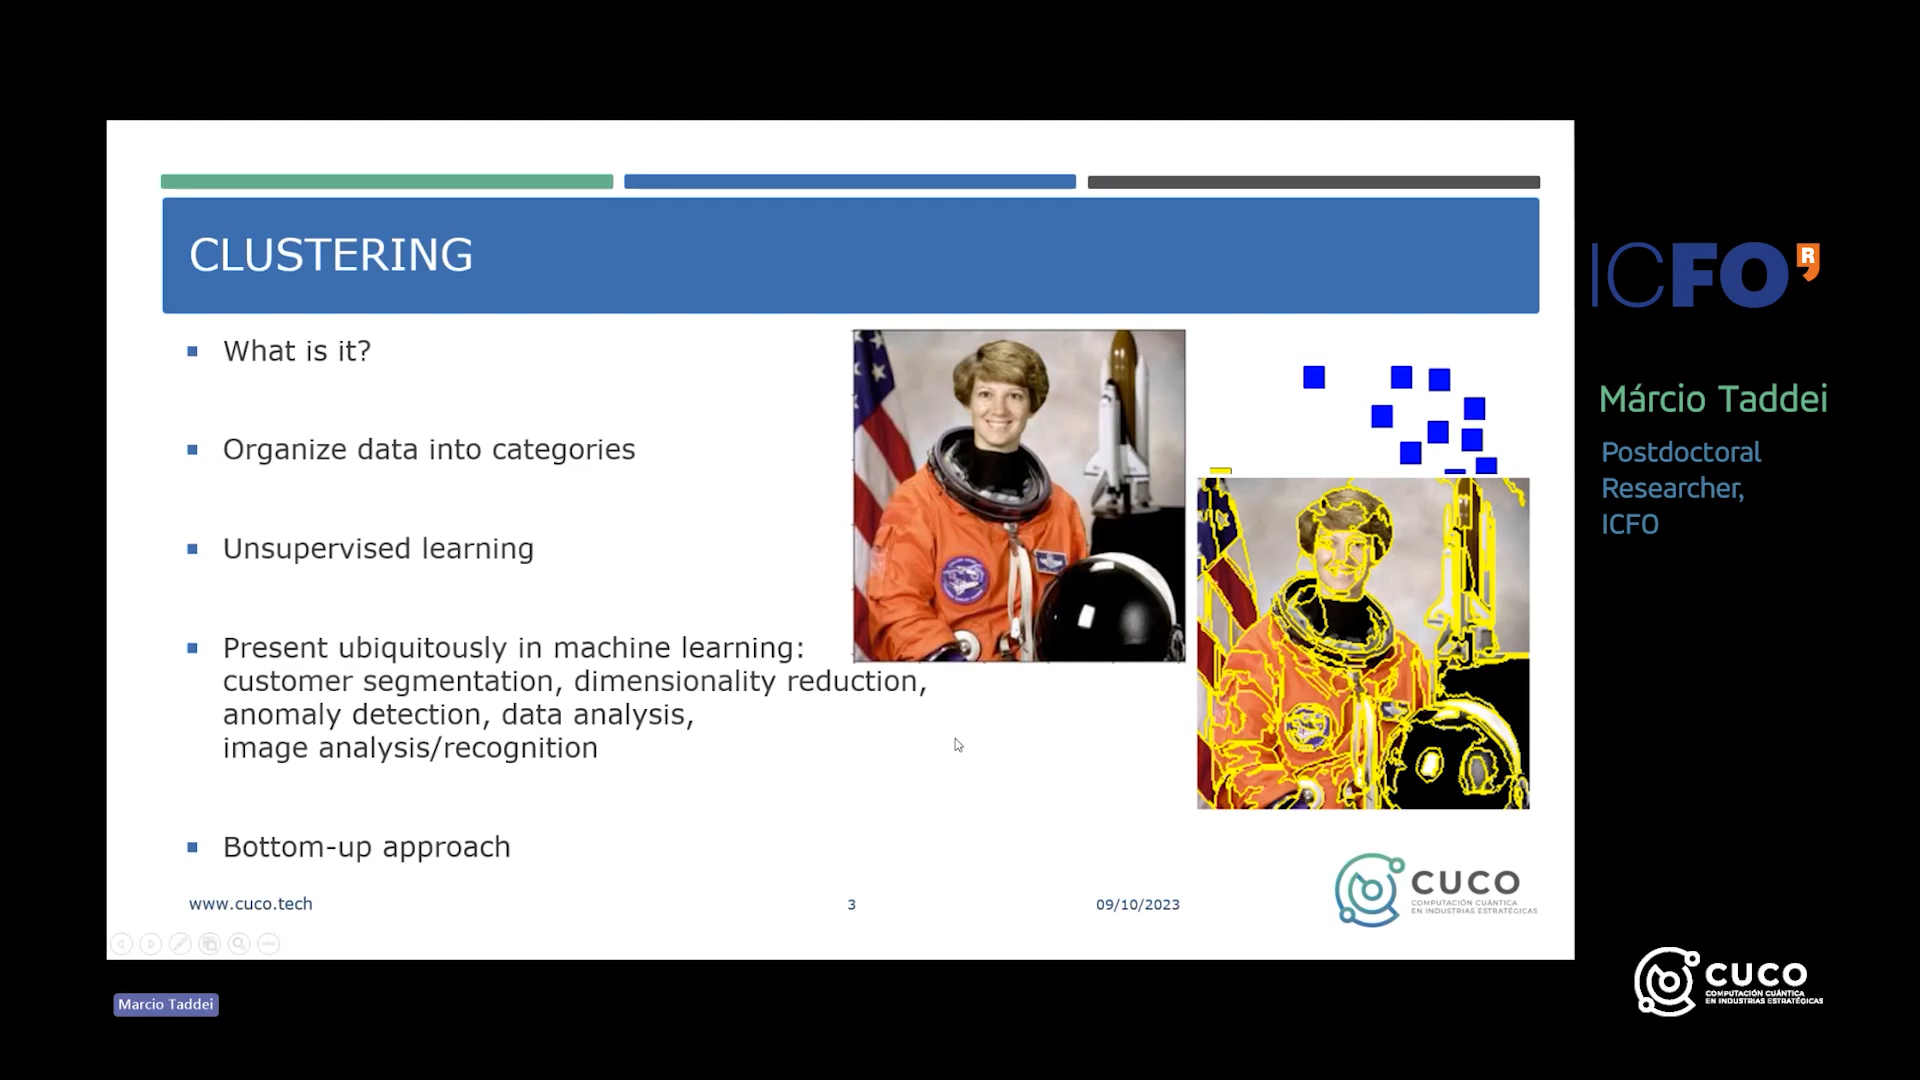 CLUSTERING
What is it?
Organize data into categories
Unsupervised learning
Present ubiquitously in machine learning:
customer segmentation, dimensionality reduction,
anomaly detection, data analysis,
image analysis/recognition
Bottom-up approach
www.cuco.tech
3
09/10/2023
CUCO
COMPUTACIÓN CUÁNTICA
EN INDUSTRIAS ESTRATÉGICAS
ICFO
R
Márcio Taddei
Postdoctoral
Researcher,
ICFO
Marcio Taddei
CUCO
COMPUTACIÓN CUÁNTICA
EN INDUSTRIAS ESTRATÉGICAS